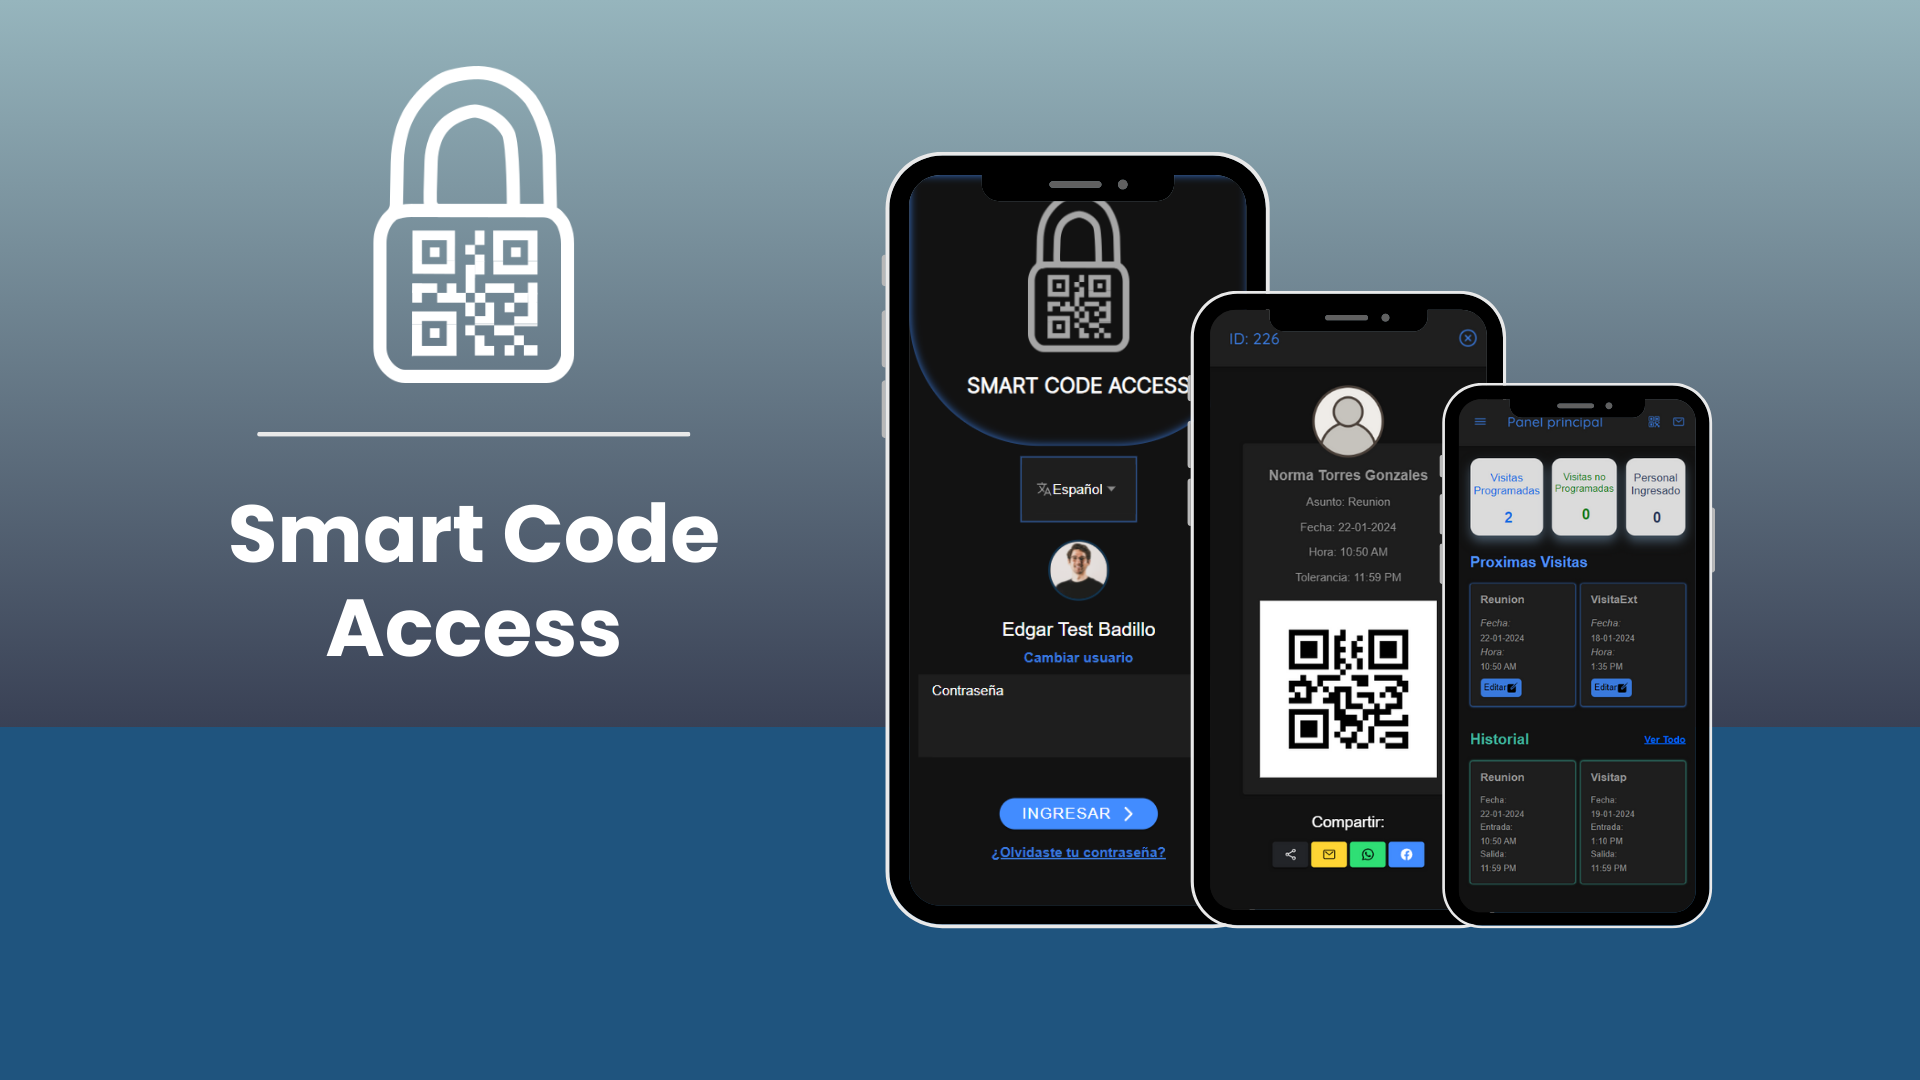 Smart Code
Access
SMART CODE ACCESS
Español
Edgar Test Badillo
Cambiar usuario
Contraseña
INGRESAR
¿Olvidaste tu contraseña?
ID: 226
Norma Torres Gonzales
Asunto: Reunion
Fecha: 22-01-2024
Hora: 10:50 AM
Tolerancia: 11:59 PM
Compartir:
Panel principal
Visitas
Programadas
2
Visitas no
Programadas
0
Personal
Ingresado
0
Proximas Visitas
Reunion
Fecha:
22-01-2024
Hora:
10:50 AM
Editar
VisitaExt
Fecha:
18-01-2024
Hora:
1:35 PM
Editar
Historial
Ver Todo
Reunion
Fecha:
22-01-2024
Entrada:
10:50 AM
Salida:
11:59 PM
Visitap
Fecha:
19-01-2024
Entrada:
1:10 PM
Salida:
11:59 PM